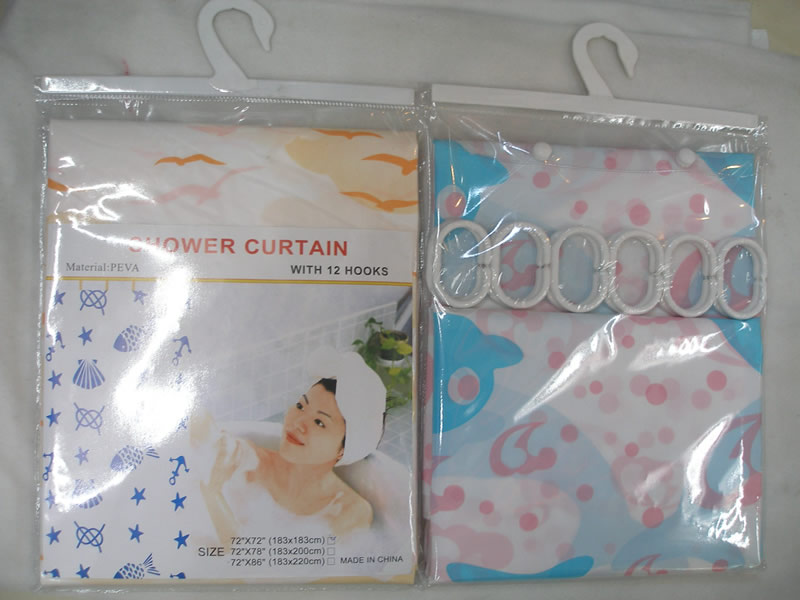 SHOWER CURTAIN
Material:PEVA
WITH 12 HOOKS
SIZE
72"X72" (183x183cm)
72"X78" (183x200cm)
72"X86" (183x220cm)
MADE IN CHINA